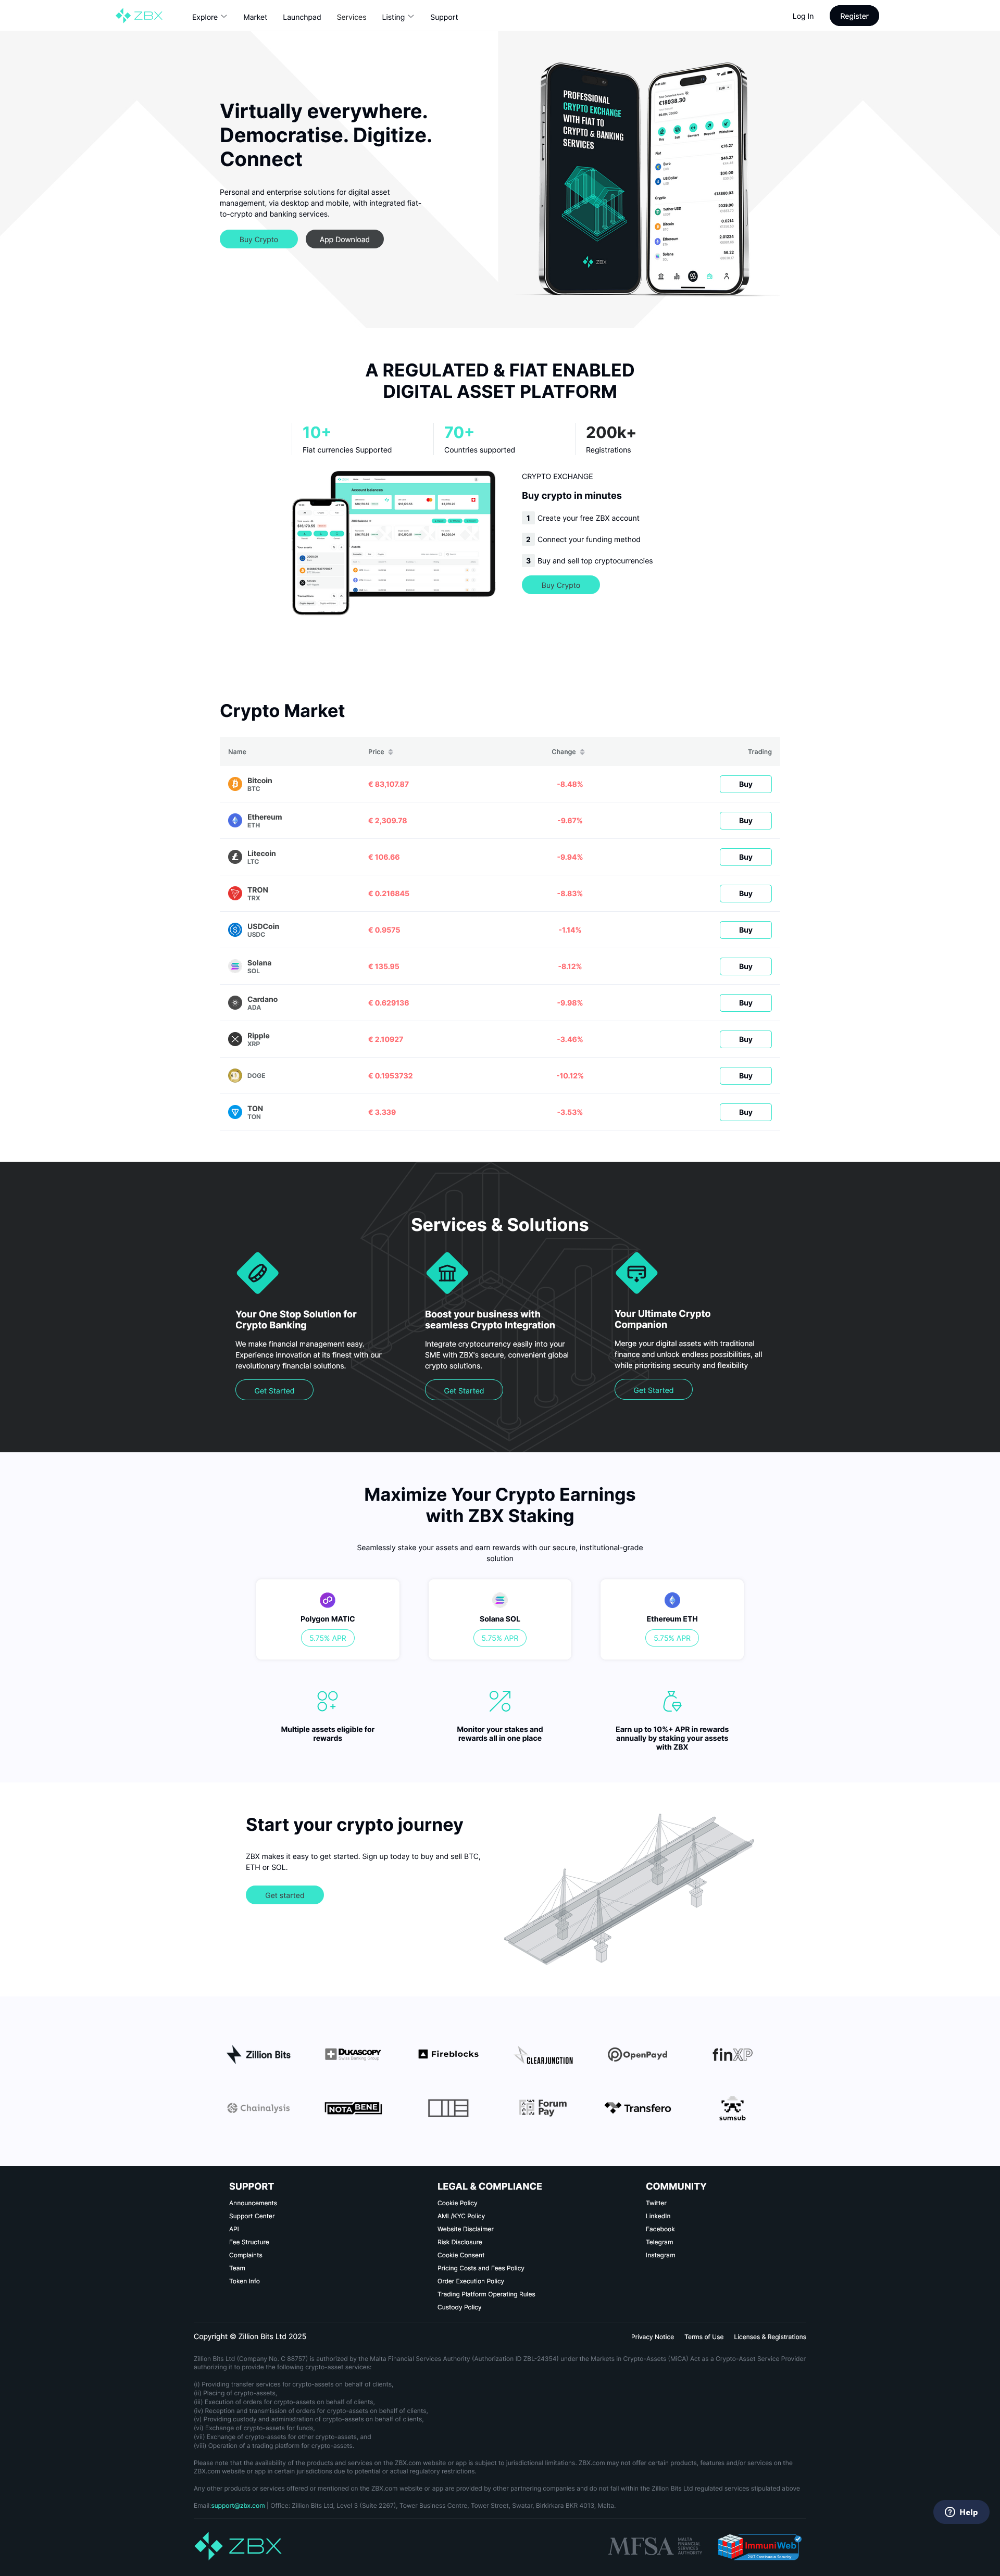 ZBX
Explore
Market
Launchpad
Services
Listing
Support
Log In
Register
Virtually everywhere.
Democratise. Digitize.
Connect
Personal and enterprise solutions for digital asset
management, via desktop and mobile, with integrated fiat-
to-crypto and banking services.
Buy Crypto
App Download
PROFESSIONAL
CRYPTO EXCHANGE
WITH FIAT TO
CRYPTO & BANKING
SERVICES
ZBX
€18938.30
Fiat
Crypto
A REGULATED & FIAT ENABLED
DIGITAL ASSET PLATFORM
10+
Fiat currencies Supported
70+
Countries supported
200k+
Registrations
Account balances
CRYPTO EXCHANGE
Buy crypto in minutes
1 Create your free ZBX account
2 Connect your funding method
3 Buy and sell top cryptocurrencies
Buy Crypto
Crypto Market
Name Price Change Trading
Bitcoin
BTC
€ 83,107.87 -8.48% Buy
Ethereum
ETH
€ 2,309.78 -9.67% Buy
Litecoin
LTC
€ 106.66 -9.94% Buy
TRON
TRX
€ 0.216845 -8.83% Buy
USDCoin
USDC
€ 0.9575 -1.14% Buy
Solana
SOL
€ 135.95 -8.12% Buy
Cardano
ADA
€ 0.629136 -9.98% Buy
Ripple
XRP
€ 2.10927 -3.46% Buy
DOGE
€ 0.1953732 -10.12% Buy
TON
TON
€ 3.339 -3.53% Buy
Services & Solutions
Your One Stop Solution for
Crypto Banking
We make financial management easy.
Experience innovation at its finest with our
revolutionary financial solutions.
Get Started
Boost your business with
seamless Crypto Integration
Integrate cryptocurrency easily into your
SME with ZBX's secure, convenient global
crypto solutions.
Get Started
Your Ultimate Crypto
Companion
Merge your digital assets with traditional
finance and unlock endless possibilities, all
while prioritising security and flexibility
Get Started
Maximize Your Crypto Earnings
with ZBX Staking
Seamlessly stake your assets and earn rewards with our secure, institutional-grade
solution
Polygon MATIC
5.75% APR
Solana SOL
5.75% APR
Ethereum ETH
5.75% APR
Multiple assets eligible for
rewards
Monitor your stakes and
rewards all in one place
Earn up to 10%+ APR in rewards
annually by staking your assets
with ZBX
Start your crypto journey
ZBX makes it easy to get started. Sign up today to buy and sell BTC,
ETH or SOL.
Get started
Zillion Bits
DUKASCOPY
Swiss Banking Group
Fireblocks
CLEARJUNCTION
OpenPayd
finXP
Chainalysis
NOTABENE
Forum
Pay
Transfero
sumsub
SUPPORT
Announcements
Support Center
API
Fee Structure
Complaints
Team
Token Info
LEGAL & COMPLIANCE
Cookie Policy
AML/KYC Policy
Website Disclaimer
Risk Disclosure
Cookie Consent
Pricing Costs and Fees Policy
Order Execution Policy
Trading Platform Operating Rules
Custody Policy
COMMUNITY
Twitter
LinkedIn
Facebook
Telegram
Instagram
Copyright © Zillion Bits Ltd 2025
Privacy Notice
Terms of Use
Licenses & Registrations
Zillion Bits Ltd (Company No. C 88757) is authorized by the Malta Financial Services Authority (Authorization ID ZBL-24354) under the Markets in Crypto-Assets (MiCA) Act as a Crypto-Asset Service Provider
authorizing it to provide the following crypto-asset services:
(i) Providing transfer services for crypto-assets on behalf of clients,
(ii) Placing of crypto-assets,
(iii) Execution of orders for crypto-assets on behalf of clients,
(iv) Reception and transmission of orders for crypto-assets on behalf of clients,
(v) Providing custody and administration of crypto-assets on behalf of clients,
(vi) Exchange of crypto-assets for funds,
(vii) Exchange of crypto-assets for other crypto-assets, and
(viii) Operation of a trading platform for crypto-assets.
Please note that the availability of the products and services on the ZBX.com website or app is subject to jurisdictional limitations. ZBX.com may not offer certain products, features and/or services on the
ZBX.com website or app in certain jurisdictions due to potential or actual regulatory restrictions.
Any other products or services offered or mentioned on the ZBX.com website or app are provided by other partnering companies and do not fall within the Zillion Bits Ltd regulated services stipulated above
Email:support@zbx.com | Office: Zillion Bits Ltd, Level 3 (Suite 2267), Tower Business Centre, Tower Street, Swatar, Birkirkara BKR 4013, Malta.
Help
ZBX
MFSA
MALTA
FINANCIAL
SERVICES
AUTHORITY
ImmuniWeb
24/7 Continuous Security